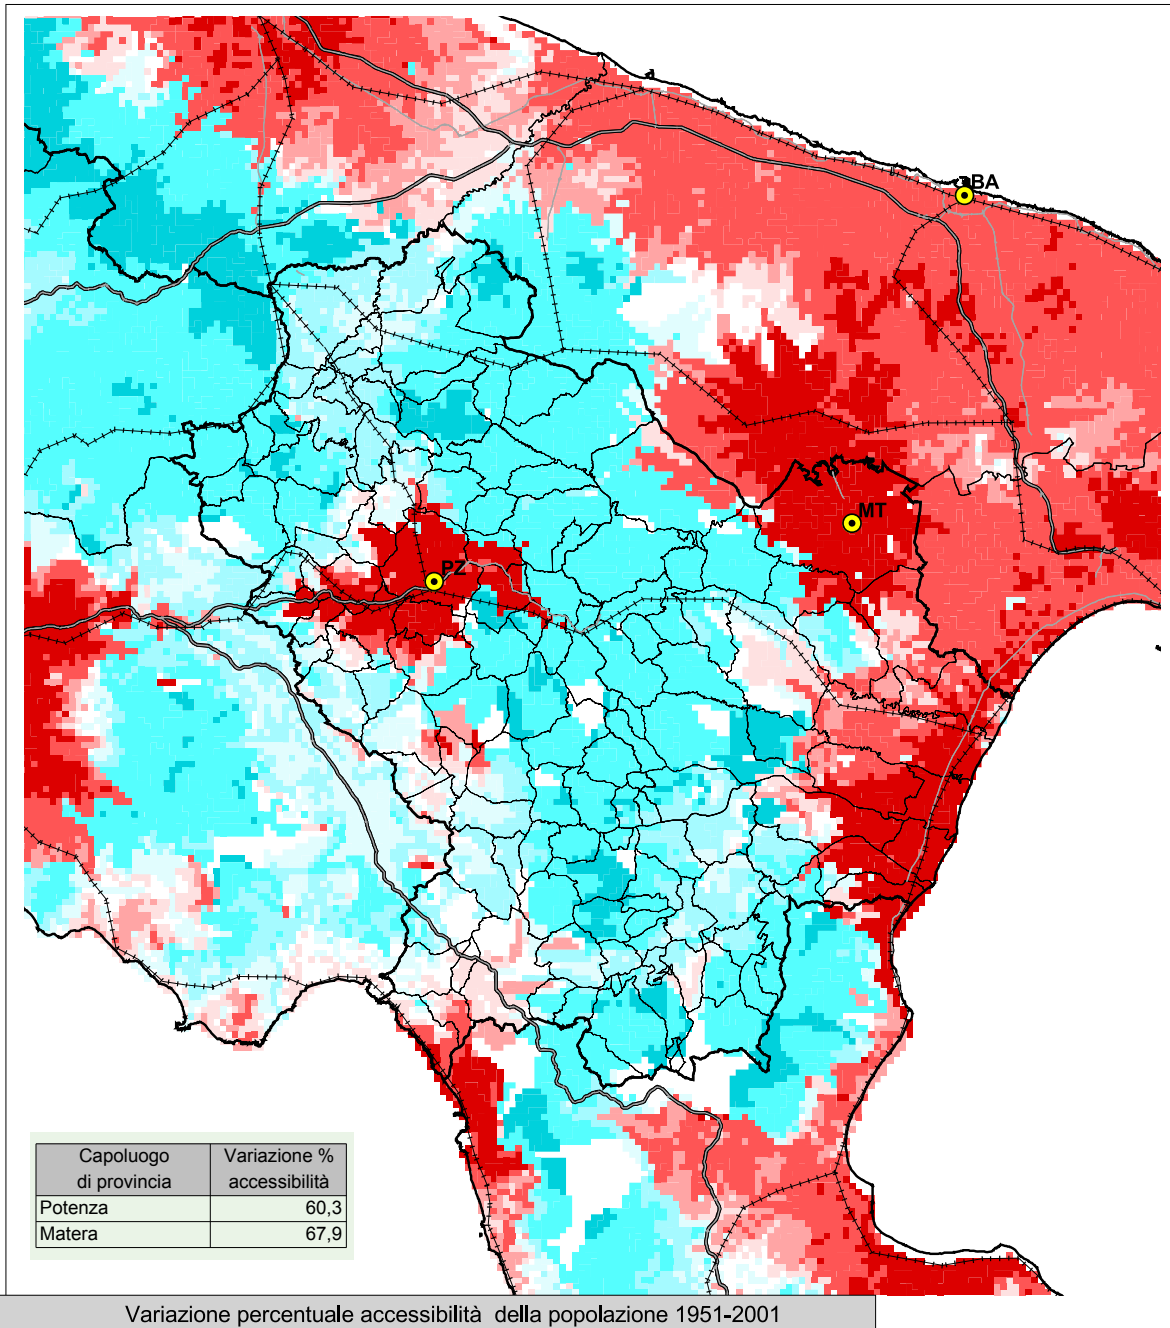 BA
MT
PZ
Capoluogo di provincia Variazione % accessibilità
Potenza 60,3
Matera 67,9
Variazione percentuale accessibilità della popolazione 1951-2001